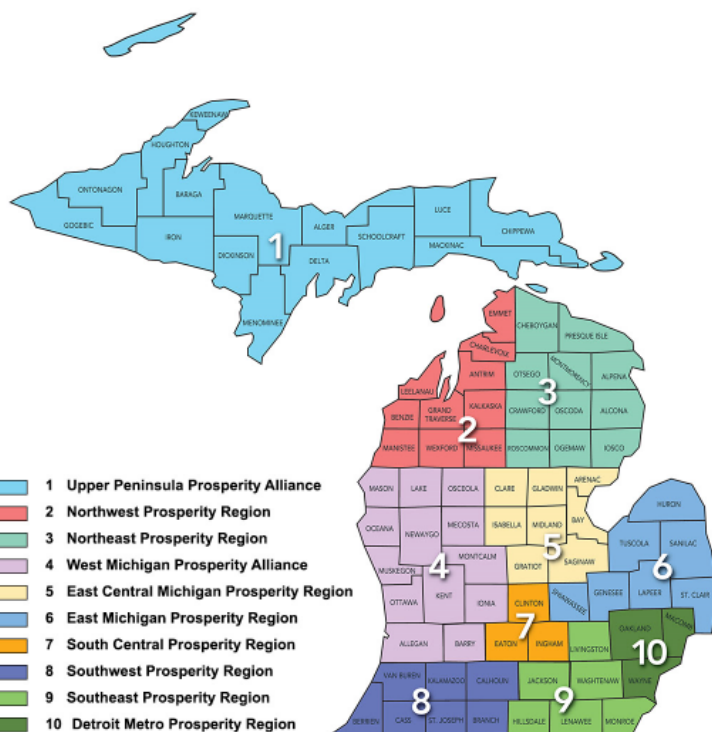 KEWEENAW
HOUGHTON
ONTONAGON
BARAGA
GOGEBIC
IRON
MARQUETTE
DICKINSON
1
MENOMINEE
ALGER
DELTA
SCHOOLCRAFT
LUCE
MACKINAC
CHIPPEWA
EMMET
CHEBOYGAN
PRESQUE ISLE
CHARLEVOIX
ANTRIM
OTSEGO
MONTMORENCY
ALPENA
3
LEELANAU
BENZIE
GRAND
TRAVERSE
KALKASKA
CRAWFORD
OSCODA
ALCONA
2
MANISTEE
WEXFORD
MISSAUKEE
ROSCOMMON
OGEMAW
IOSCO
MASON
LAKE
OSCEOLA
CLARE
GLADWIN
ARENAC
OCEANA
NEWAYGO
MECOSTA
ISABELLA
MIDLAND
BAY
HURON
MUSKEGON
MONTCALM
GRATIOT
SAGINAW
TUSCOLA
SANILAC
4
5
6
OTTAWA
KENT
IONIA
CLINTON
SHIAWASSEE
GENESEE
LAPEER
ST. CLAIR
7
ALLEGAN
BARRY
EATON
INGHAM
LIVINGSTON
OAKLAND
MACOMB
10
VAN BUREN
KALAMAZOO
CALHOUN
JACKSON
WASHTENAW
WAYNE
8
9
BERRIEN
CASS
ST. JOSEPH
BRANCH
HILLSDALE
LENAWEE
MONROE
1 Upper Peninsula Prosperity Alliance
2 Northwest Prosperity Region
3 Northeast Prosperity Region
4 West Michigan Prosperity Alliance
5 East Central Michigan Prosperity Region
6 East Michigan Prosperity Region
7 South Central Prosperity Region
8 Southwest Prosperity Region
9 Southeast Prosperity Region
10 Detroit Metro Prosperity Region